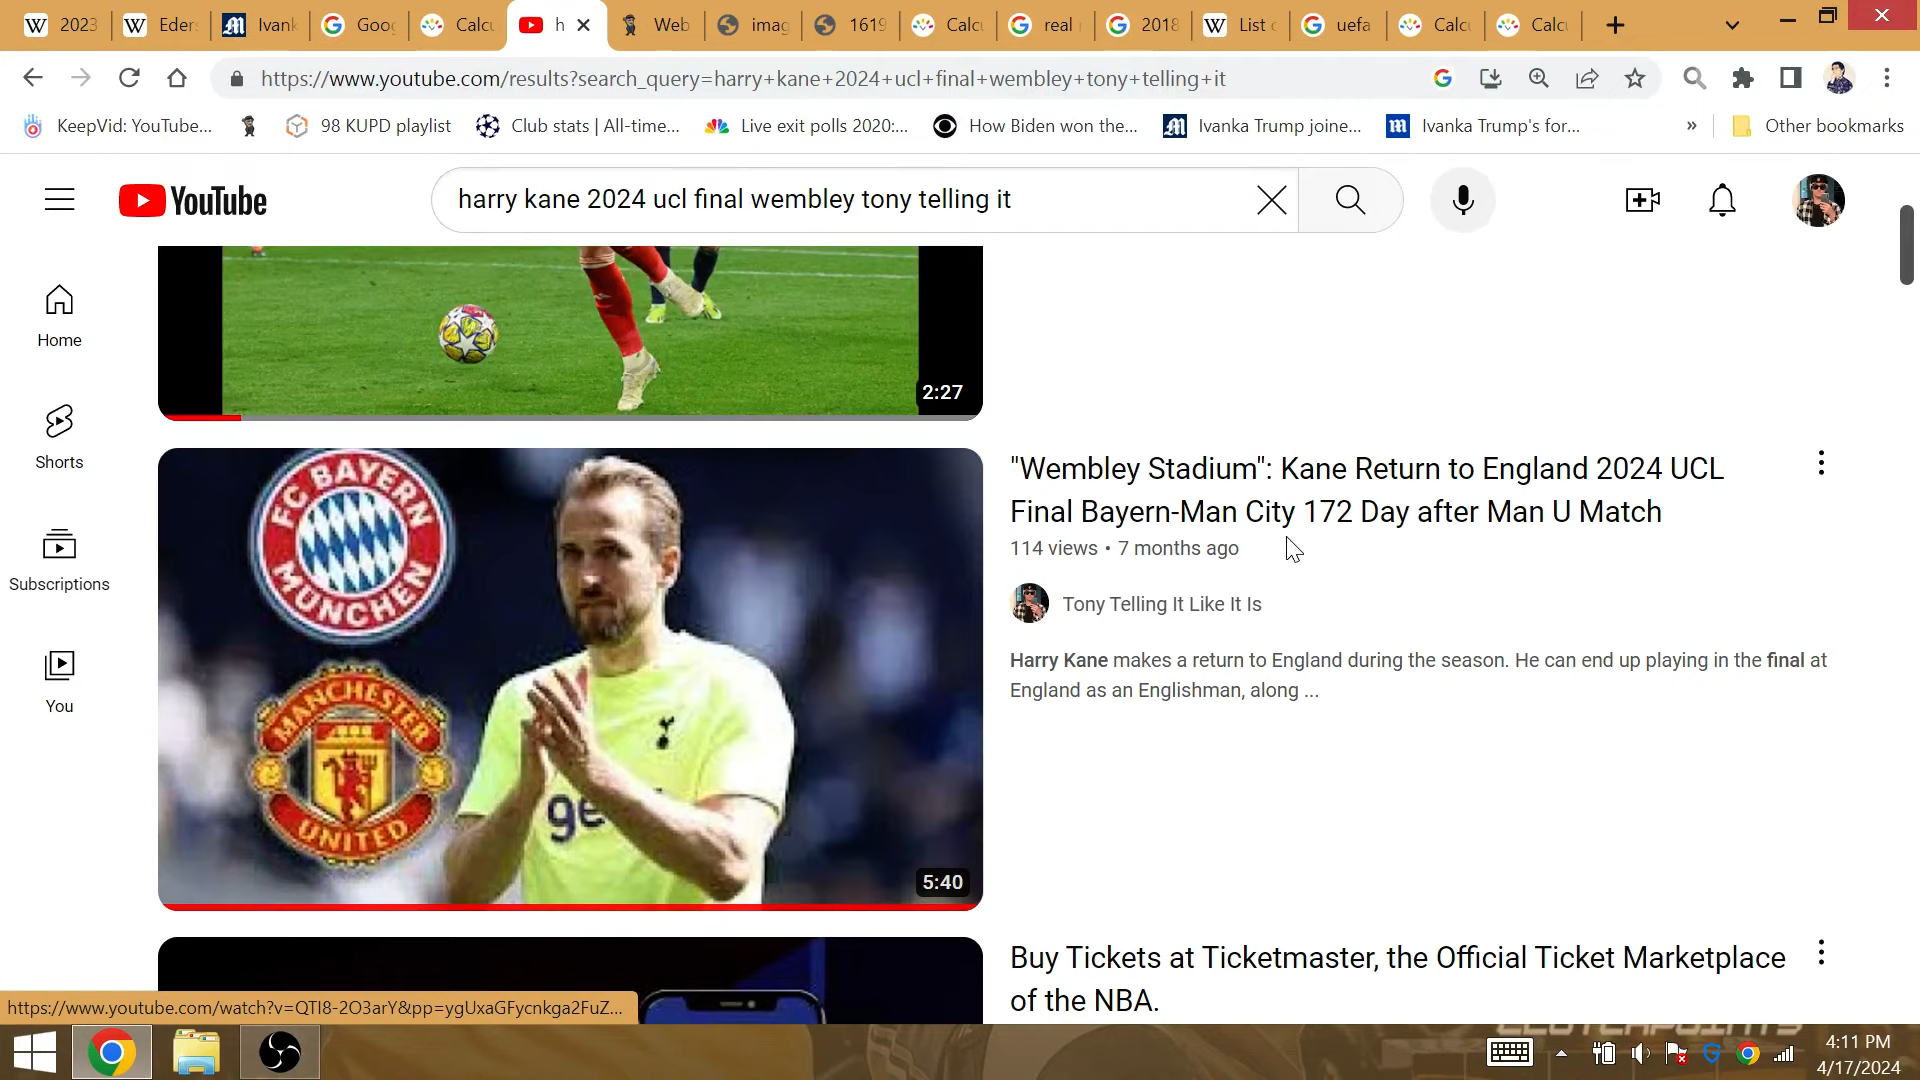 2023
Eder
Ivank
Goo
Calcu
h
Web
imag
1619
Calcu
real
2018
List
uefa
Calcu
Calcu
https://www.youtube.com/results?search_query=harry+kane+2024+ucl+final+wembley+tony+telling+it
KeepVid: YouTube...
98 KUPD playlist
Club stats | All-time...
Live exit polls 2020:...
How Biden won the...
Ivanka Trump joine...
Ivanka Trump's for...
»
Other bookmarks
YouTube
harry kane 2024 ucl final wembley tony telling it
Home
Shorts
Subscriptions
You
2:27
FC BAYERN
MÜNCHEN
MANCHESTER
UNITED
5:40
"Wembley Stadium": Kane Return to England 2024 UCL
Final Bayern-Man City 172 Day after Man U Match
114 views • 7 months ago
Tony Telling It Like It Is
Harry Kane makes a return to England during the season. He can end up playing in the final at
England as an Englishman, along ...
Buy Tickets at Ticketmaster, the Official Ticket Marketplace
of the NBA.
https://www.youtube.com/watch?v=QTI8-2O3arY&pp=ygUxaGFycnkga2FuZ...
4:11 PM
4/17/2024